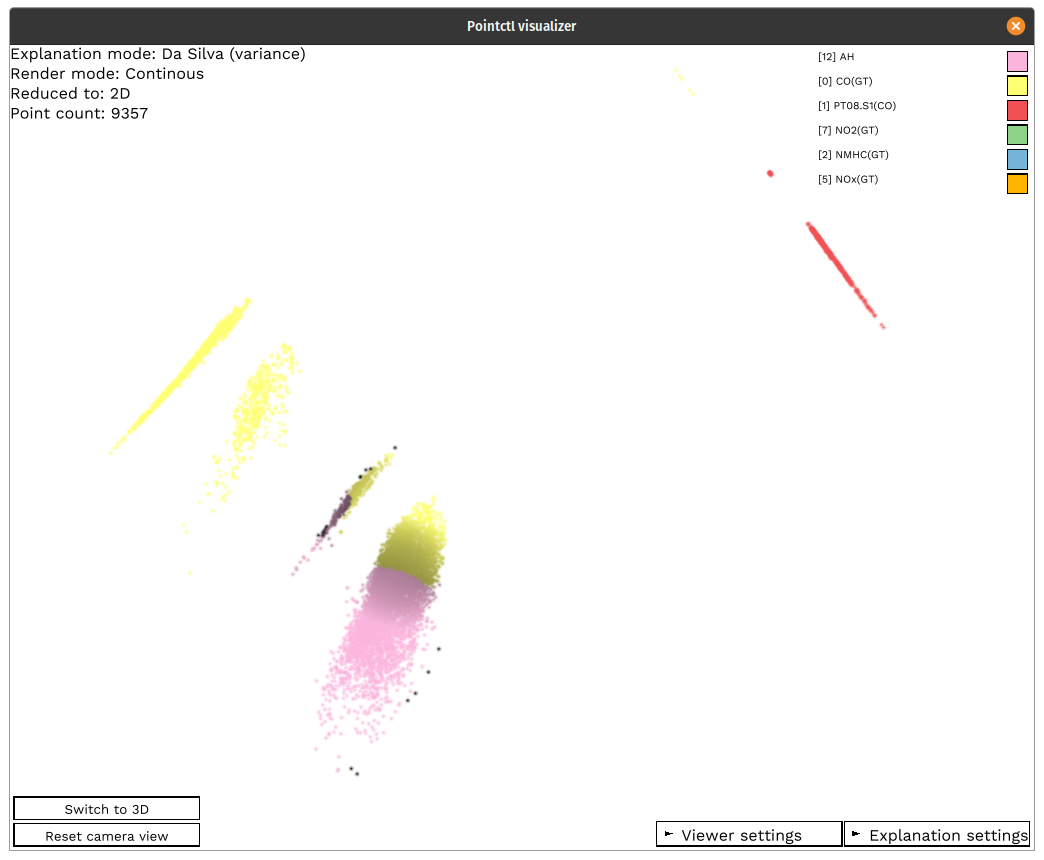 Pointctl visualizer
Explanation mode: Da Silva (variance)
Render mode: Continous
Reduced to: 2D
Point count: 9357
[12] AH
[0] CO(GT)
[1] PT08.S1(CO)
[7] NO2(GT)
[2] NMHC(GT)
[5] NOx(GT)
Switch to 3D
Reset camera view
Viewer settings
Explanation settings